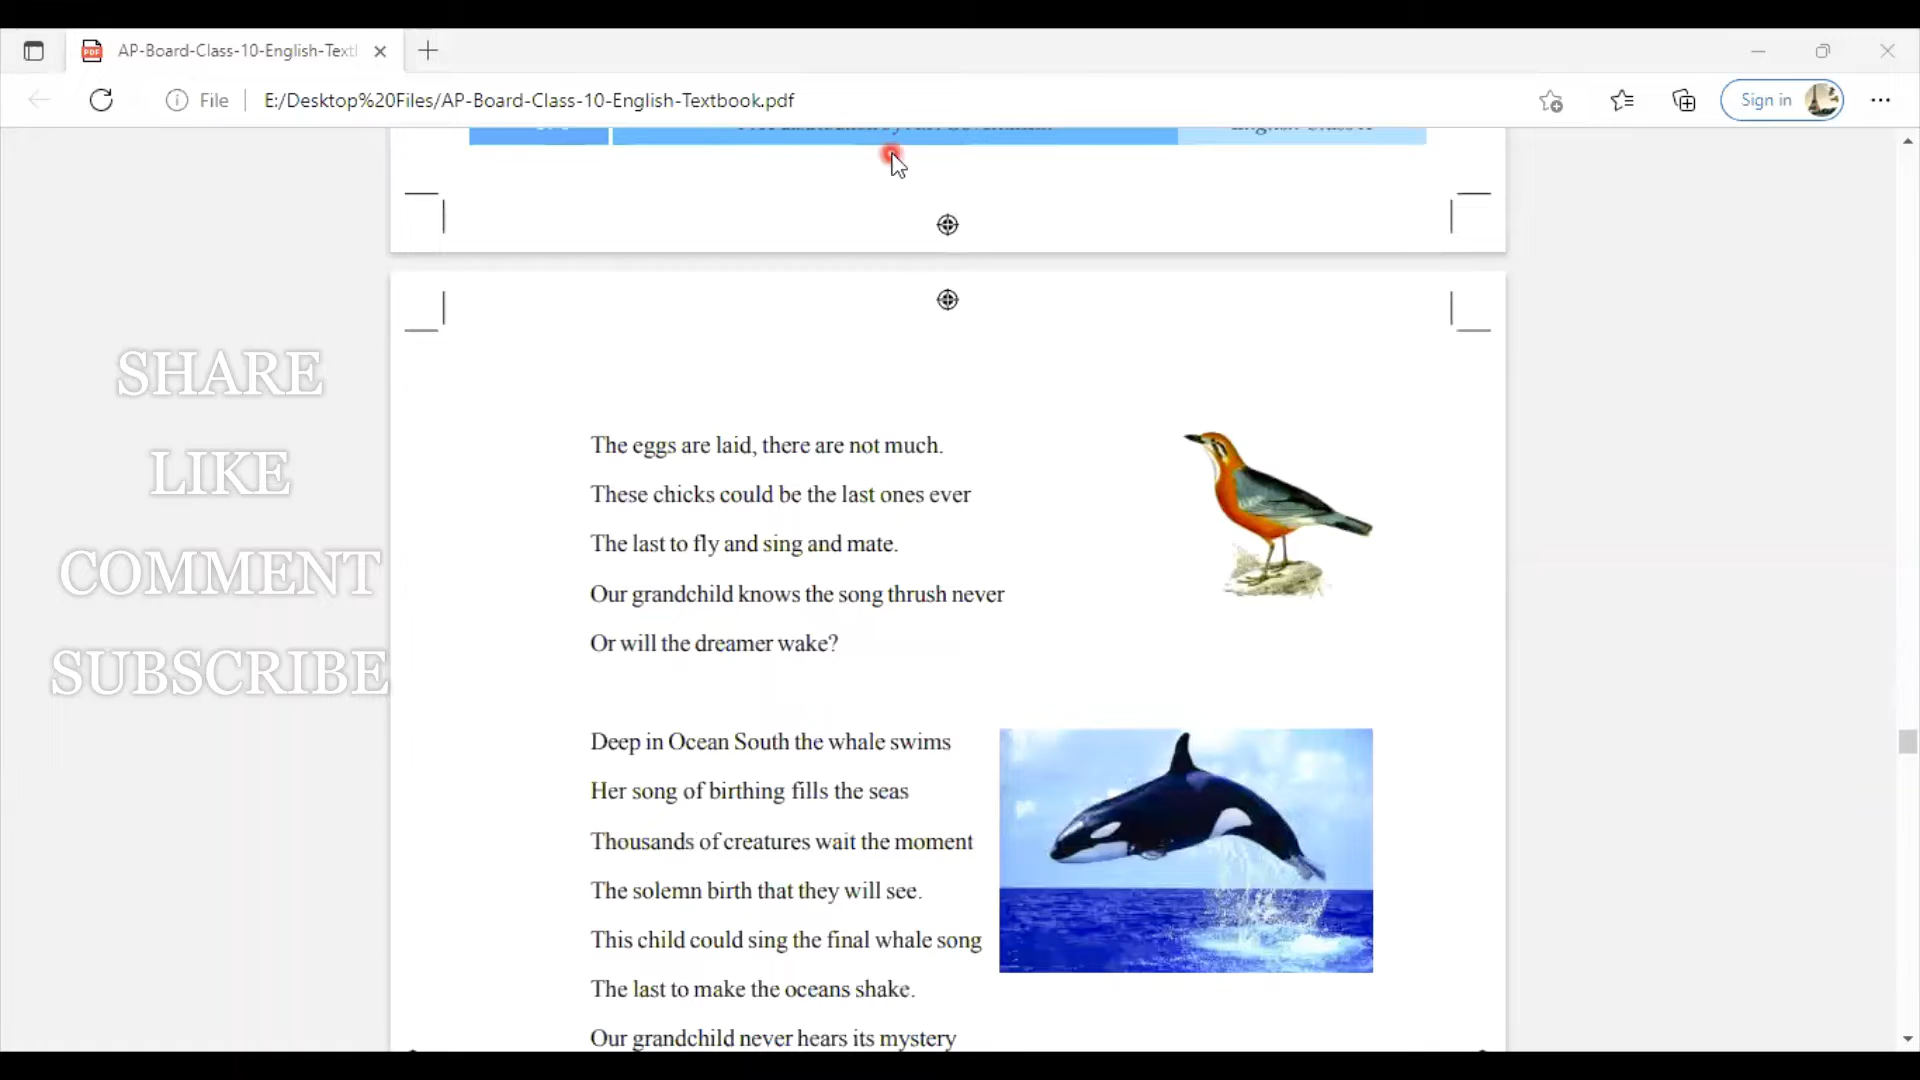 AP-Board-Class-10-English-Text
File
E:/Desktop%20Files/AP-Board-Class-10-English-Textbook.pdf
Sign in
SHARE
LIKE
COMMENT
SUBSCRIBE
The eggs are laid, there are not much.
These chicks could be the last ones ever
The last to fly and sing and mate.
Our grandchild knows the song thrush never
Or will the dreamer wake?
Deep in Ocean South the whale swims
Her song of birthing fills the seas
Thousands of creatures wait the moment
The solemn birth that they will see.
This child could sing the final whale song
The last to make the oceans shake.
Our grandchild never hears its mystery